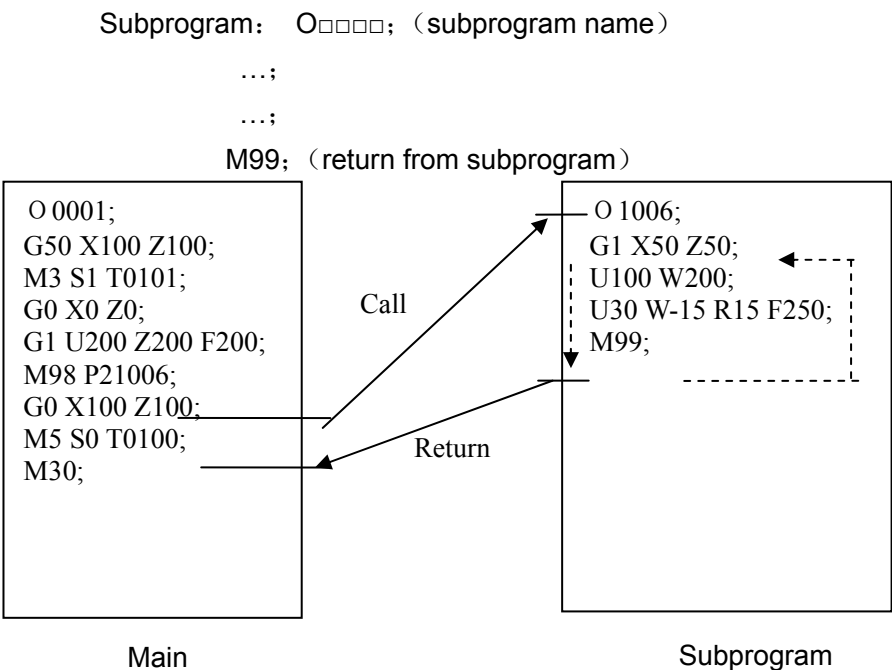 Subprogram： O□□□□;（subprogram name）
…;
…;
M99;（return from subprogram）
O 0001;
G50 X100 Z100;
M3 S1 T0101;
G0 X0 Z0;
G1 U200 Z200 F200;
M98 P21006;
G0 X100 Z100;
M5 S0 T0100;
M30;
Call
Return
O 1006;
G1 X50 Z50;
U100 W200;
U30 W-15 R15 F250;
M99;
Main
Subprogram